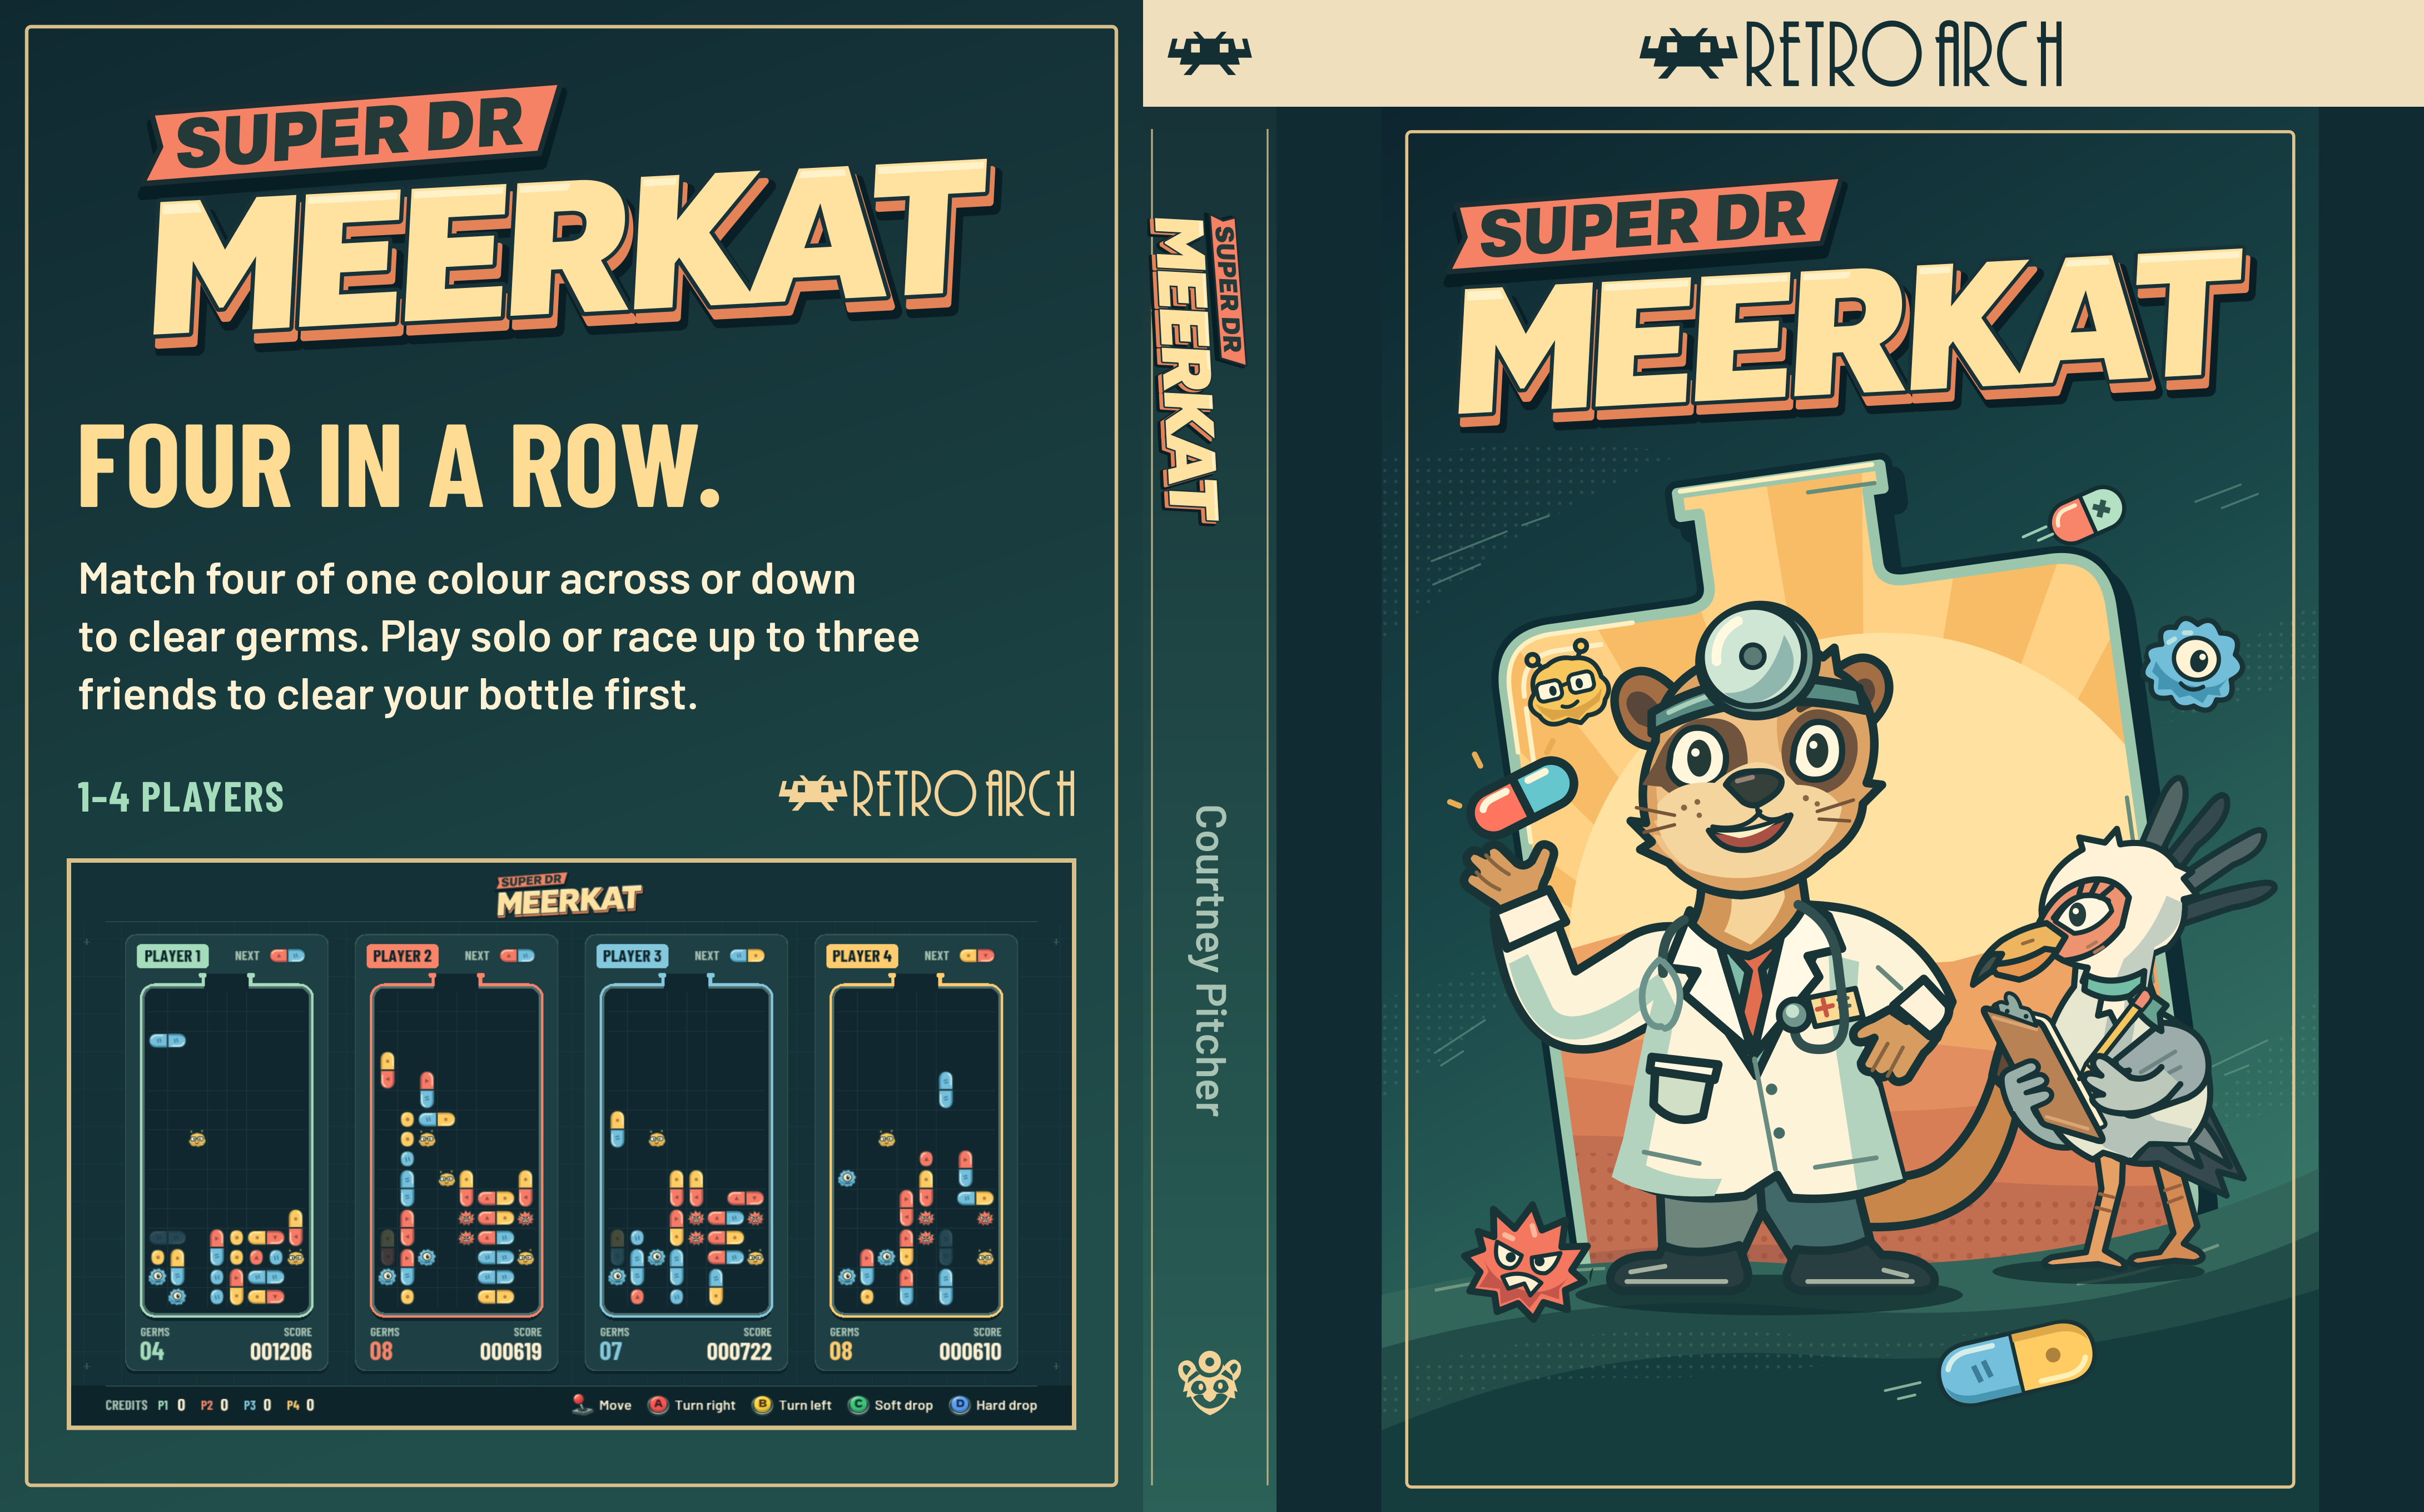 SUPER DR
MEERKAT
FOUR IN A ROW.
Match four of one colour across or down
to clear germs. Play solo or race up to three
friends to clear your bottle first.
1-4 PLAYERS
RETROARCH
SUPER DR
MEERKAT
PLAYER 1 NEXT
PLAYER 2 NEXT
PLAYER 3 NEXT
PLAYER 4 NEXT
GERMS SCORE
04 001206
GERMS SCORE
08 000619
GERMS SCORE
07 000722
GERMS SCORE
08 000610
CREDITS P1 0 P2 0 P3 0 P4 0
A B C D
Move Turn right Turn left Soft drop Hard drop
SUPER DR
MEERKAT
Courtney Pitcher
RETROARCH
SUPER DR
MEERKAT